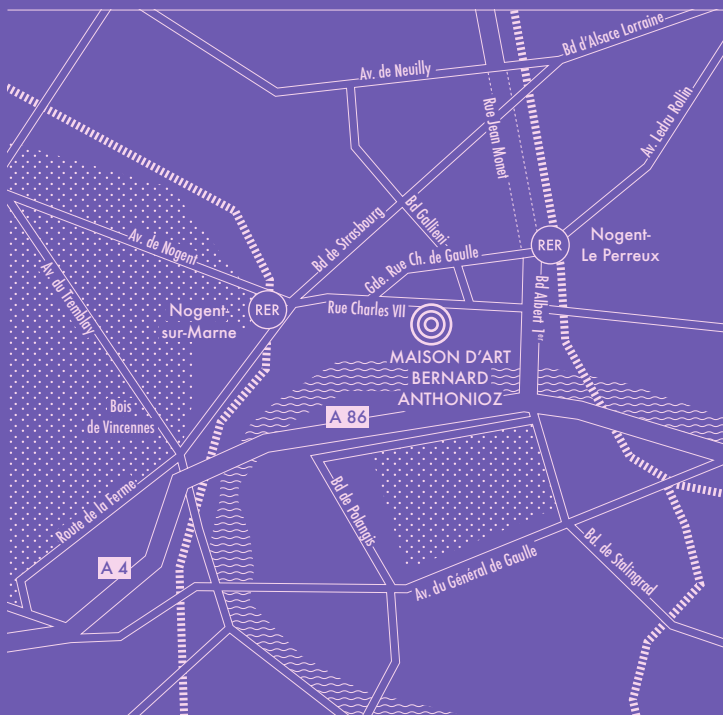 Bd d'Alsace Lorraine
Av. de Neuilly
Rue Jean Monet
Av. Ledru Rollin
Bd Gallieni
Bd de Strasbourg
Av. de Nogent
Nogent-
Le Perreux
RER
Gde. Rue Ch. de Gaulle
Av. du Tremblay
Nogent-
sur-Marne
RER
Rue Charles VII
Bd Albert 1er
MAISON D'ART
BERNARD
ANTHONIOZ
Bois
de Vincennes
A 86
Route de la Ferme
Bd de Polangis
A 4
Av. du Général de Gaulle
Bd. de Stalingrad